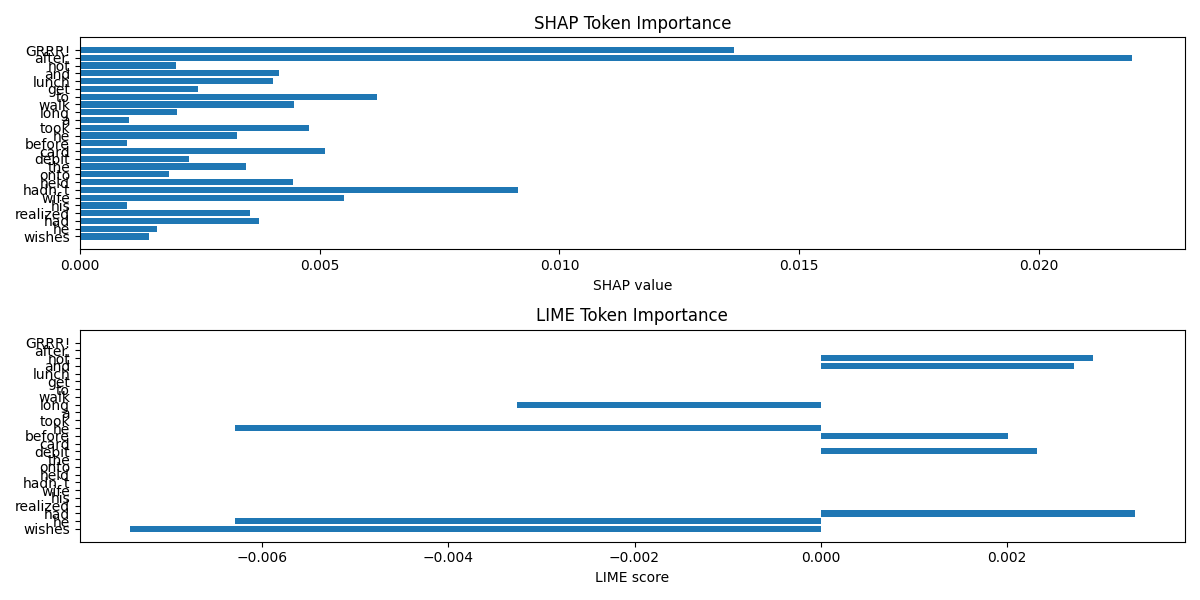 SHAP Token Importance
GRRR!
after,
not
and
lunch
get
to
walk
long
a
took
he
before
card
debit
the
onto
held
hadn't
wife
his
realized
had
he
wishes
0.000 0.005 0.010 0.015 0.020
SHAP value
LIME Token Importance
GRRR!
after,
not
and
lunch
get
to
walk
long
a
took
he
before
card
debit
the
onto
held
hadn't
wife
his
realized
had
he
wishes
−0.006 −0.004 −0.002 0.000 0.002
LIME score